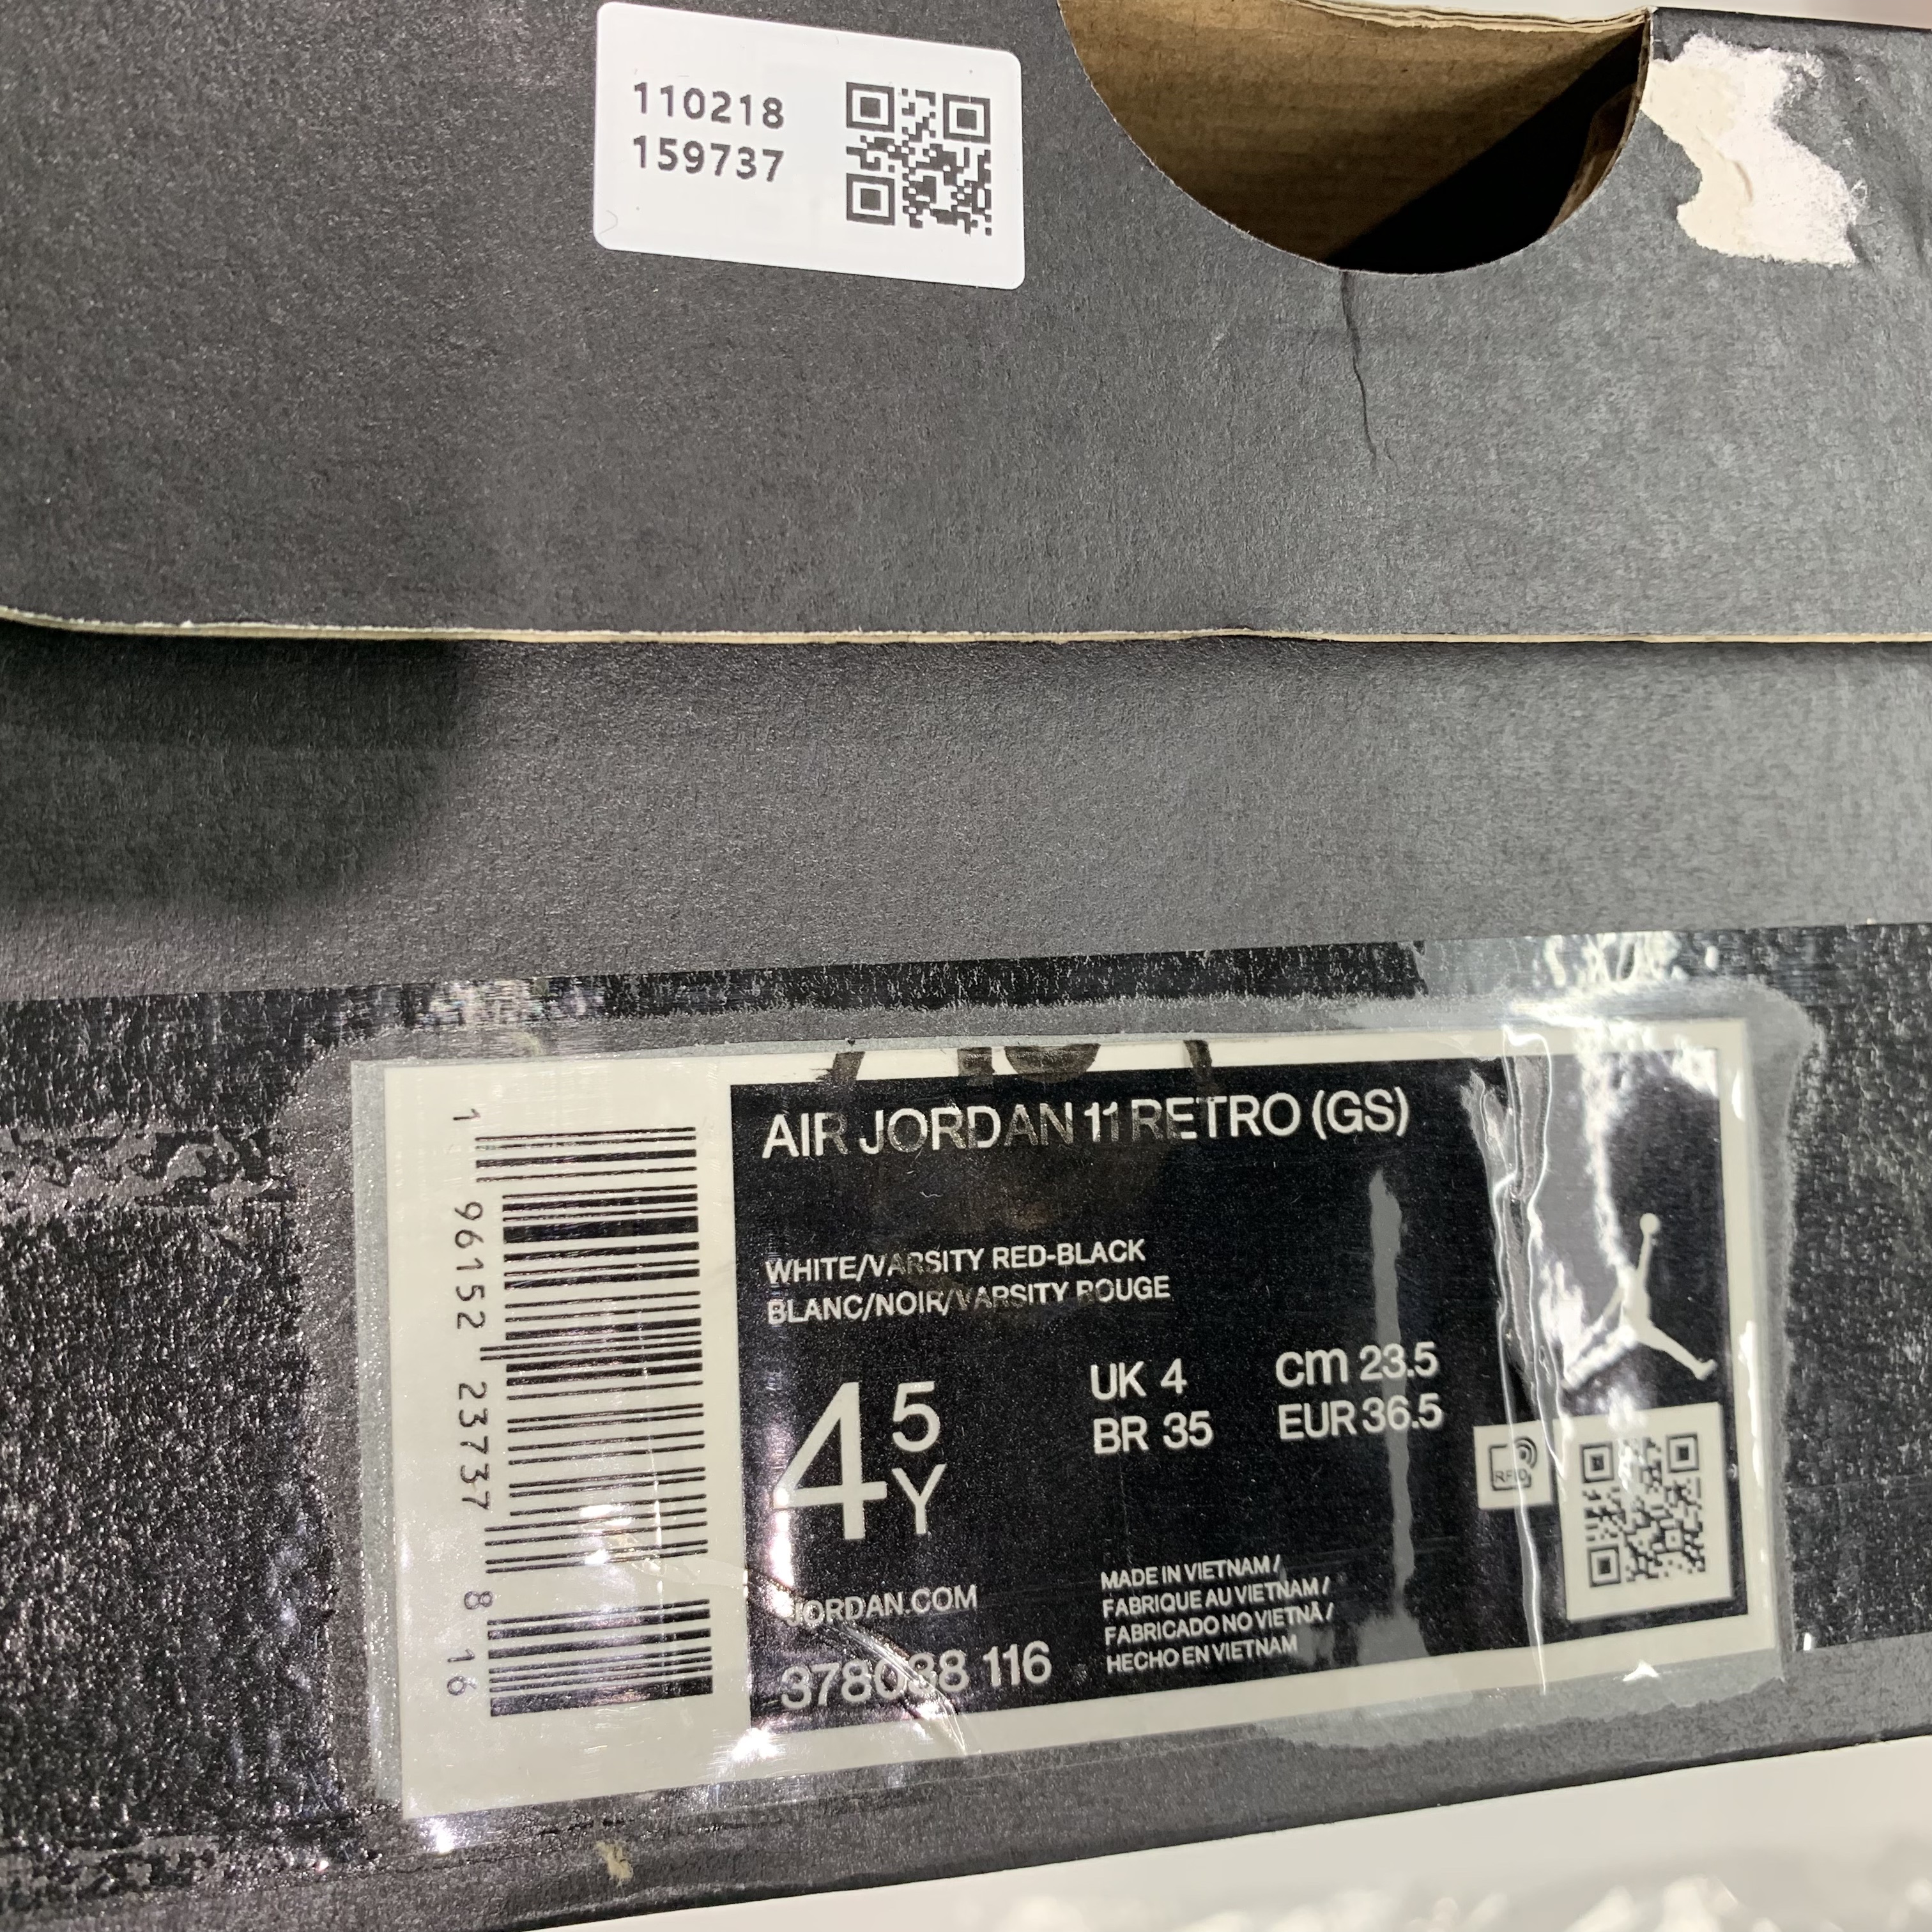 110218
159737
AIR JORDAN 11 RETRO (GS)
WHITE/VARSITY RED-BLACK
BLANC/NOIR/VARSITY ROUGE
4 5 Y
UK 4
BR 35
cm 23.5
EUR 36.5
RFID
JORDAN.COM
378038 116
MADE IN VIETNAM /
FABRIQUE AU VIETNAM /
FABRICADO NO VIETNÃ /
HECHO EN VIETNAM
1 96152 23737 8 16